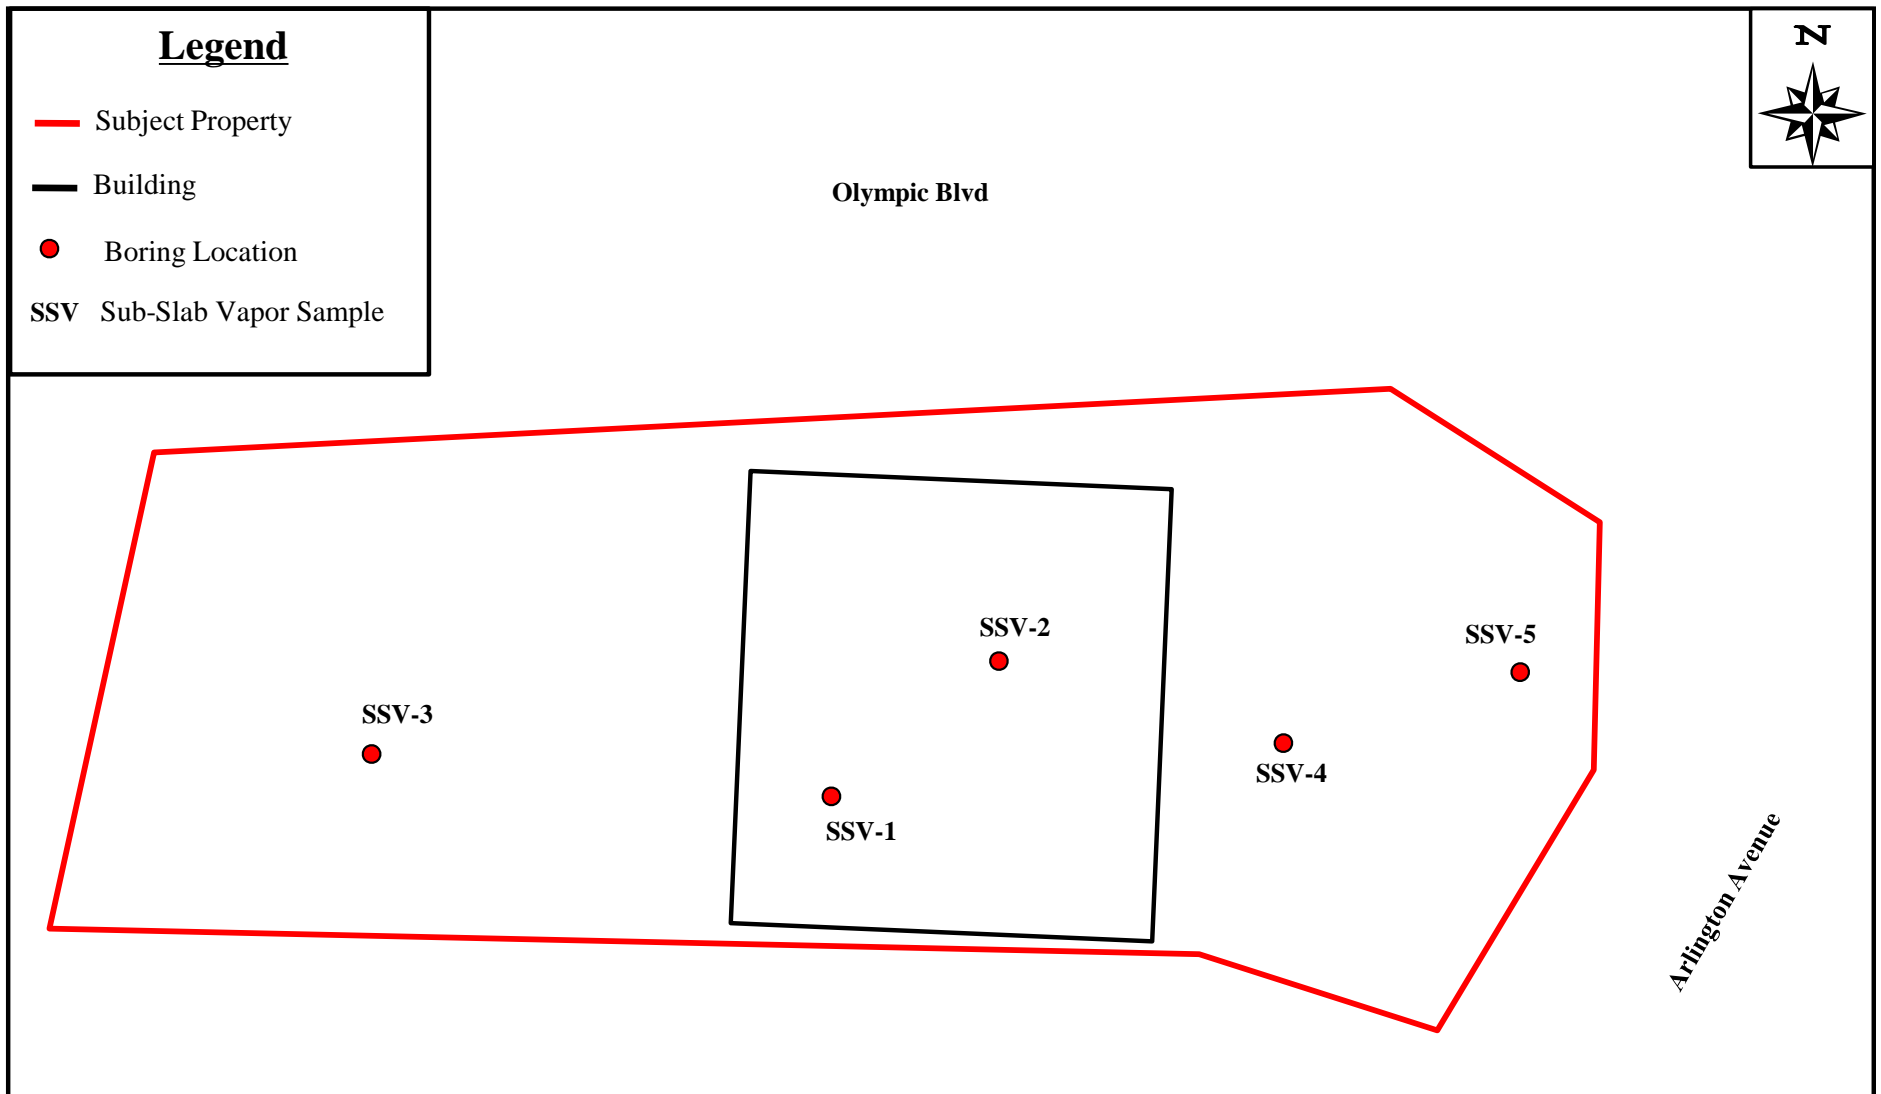 Legend
Subject Property
Building
Boring Location
SSV Sub-Slab Vapor Sample
N
Olympic Blvd
SSV-2
SSV-5
SSV-3
SSV-4
SSV-1
Arlington Avenue